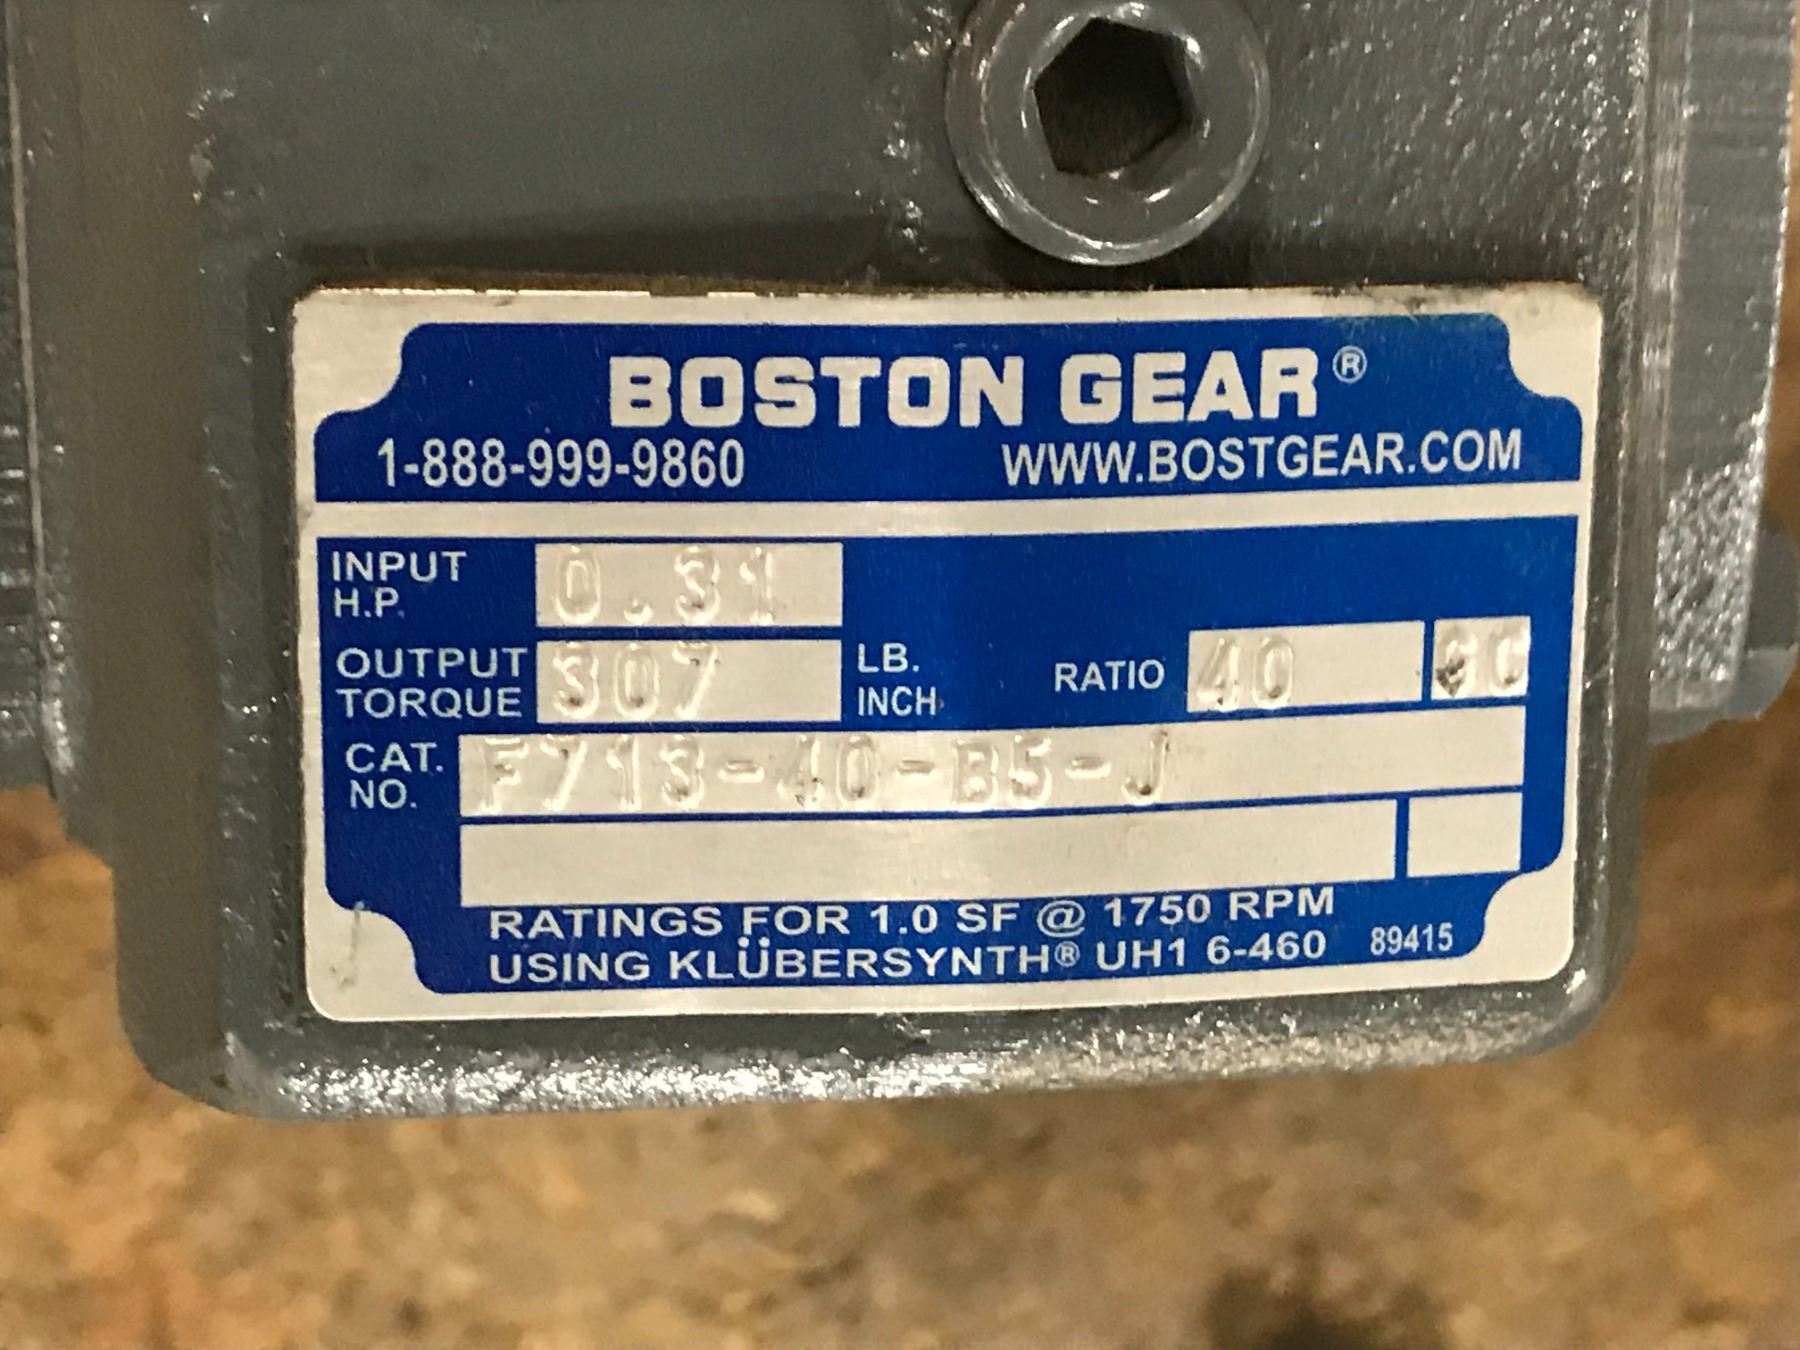 BOSTON GEAR®
1-888-999-9860 WWW.BOSTGEAR.COM
INPUT H.P. 0.31
OUTPUT TORQUE 307 LB. INCH RATIO 40
CAT. NO. F713-40-B5-J
RATINGS FOR 1.0 SF @ 1750 RPM
USING KLÜBERSYNTH® UH1 6-460 89415